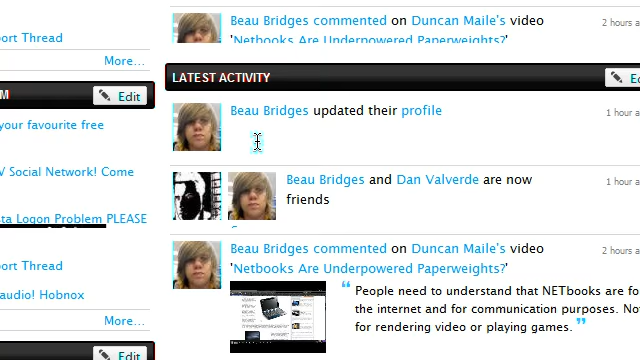 Beau Bridges commented on Duncan Maile's video
'Netbooks Are Underpowered Paperweights?'
2 hours a
ort Thread
More...
LATEST ACTIVITY
Ed
M
Edit
Beau Bridges updated their profile
1 hour a
your favourite free
V Social Network! Come
Beau Bridges and Dan Valverde are now
friends
1 hour a
sta Logon Problem PLEASE
Beau Bridges commented on Duncan Maile's video
'Netbooks Are Underpowered Paperweights?'
2 hours a
ort Thread
audio! Hobnox
More...
Edit
“ People need to understand that NETbooks are fo
the internet and for communication purposes. No
for rendering video or playing games. ”